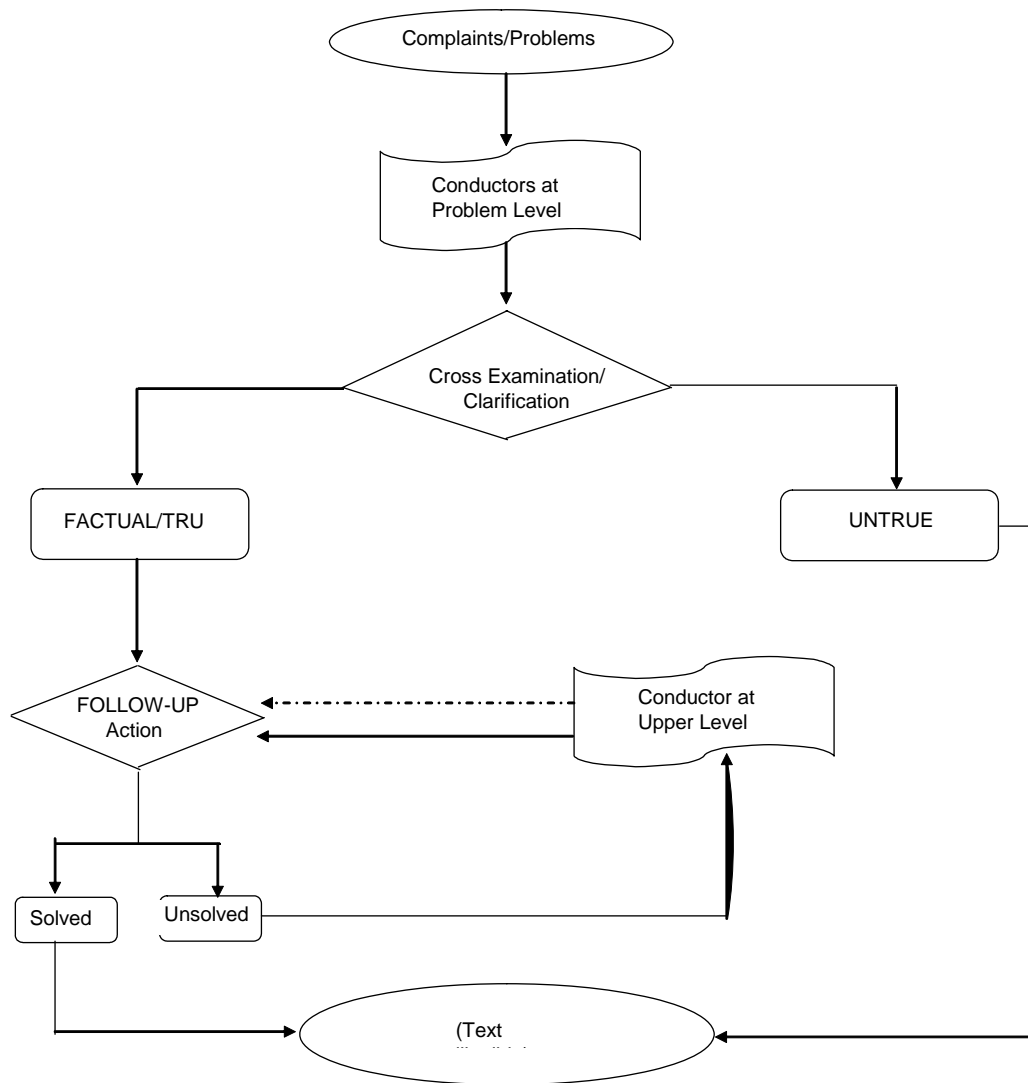 Complaints/Problems
Conductors at
Problem Level
Cross Examination/
Clarification
FACTUAL/TRU
UNTRUE
FOLLOW-UP
Action
Conductor at
Upper Level
Solved
Unsolved
(Text